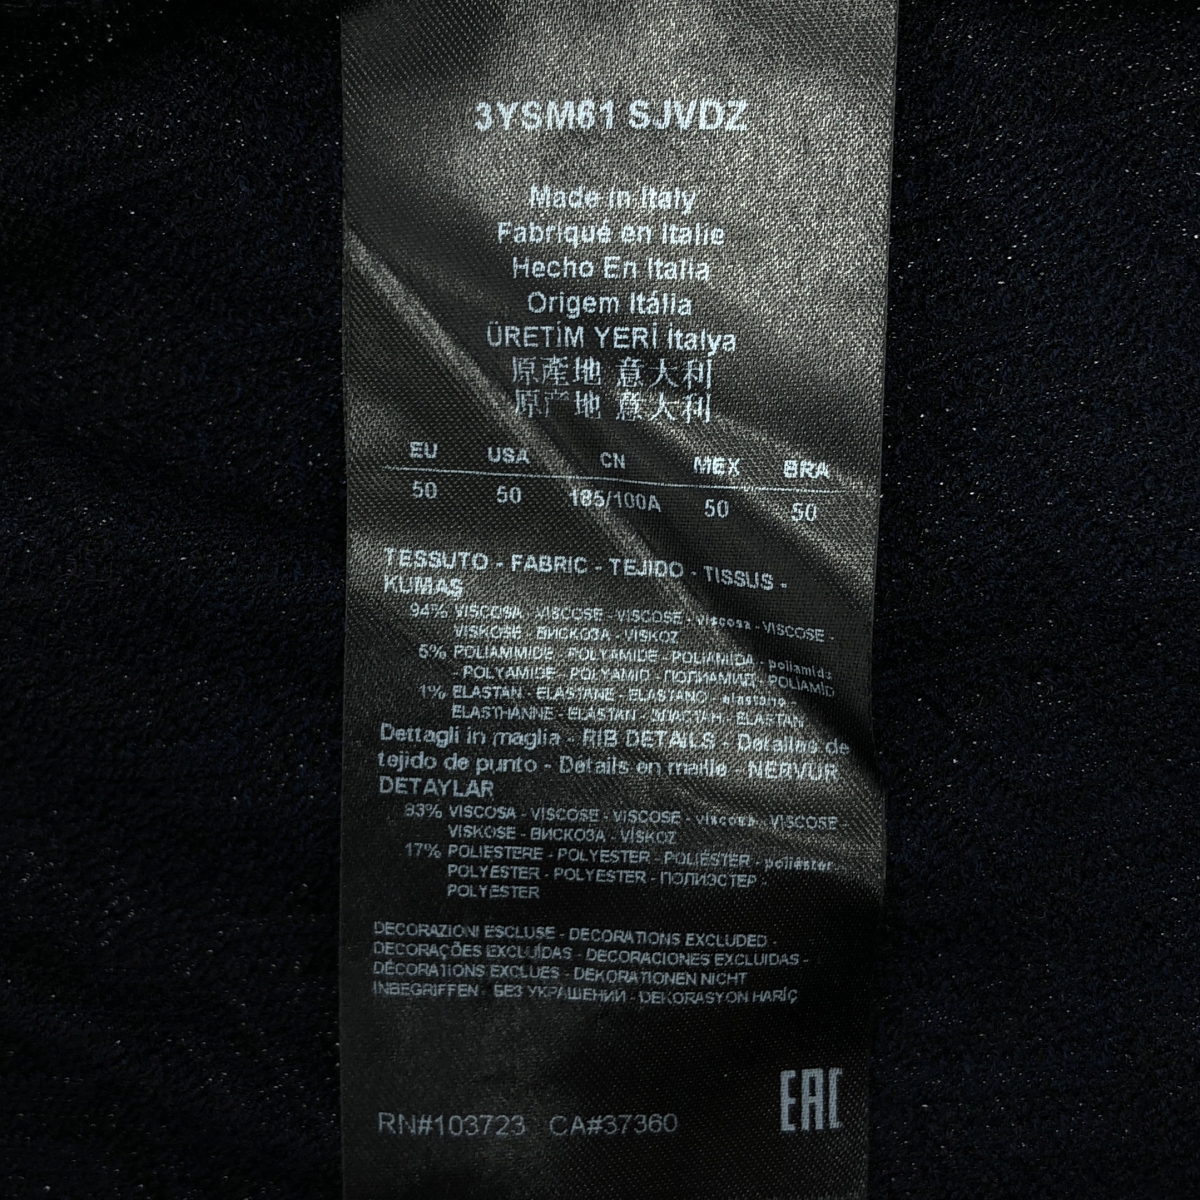 3YSM61 SJVDZ
Made in Italy
Fabriqué en Italie
Hecho En Italia
Origem Itália
ÜRETİM YERİ İtalya
原產地 意大利
原产地 意大利
EU USA CN MEX BRA
50 50 185/100A 50 50
TESSUTO - FABRIC - TEJIDO - TISSUS -
KUMAS
94% VISCOSA - VISCOSE - VISCOSE - viscosa - VISCOSE -
VISKOSE - ВИСКОЗА - VISKOZ
5% POLIAMMIDE - POLYAMIDE - POLIAMIDA - poliamida
POLYAMIDE - POLYAMID - ПОЛИАМИД - POLIAMID
1% ELASTAN - ELASTANE - ELASTANO - elastano
ELASTHANNE - ELASTAN - ЭЛАСТАН - ELASTAN
Dettagli in maglia - RIB DETAILS - Detalles de
tejido de punto - Details en maille - NERVUR
DETAYLAR
83% VISCOSA - VISCOSE - VISCOSE - viscosa - VISCOSE -
VISKOSE - ВИСКОЗА - VİSKOZ
17% POLIESTERE - POLYESTER - POLIÉSTER - poliéster
POLYESTER - POLYESTER - ПОЛИЭСТЕР -
POLYESTER
DECORAZIONI ESCLUSE - DECORATIONS EXCLUDED -
DECORAÇÕES EXCLUÍDAS - DECORACIONES EXCLUIDAS -
DÉCORATIONS EXCLUES - DEKORATIONEN NICHT
INBEGRIFFEN - БЕЗ УКРАШЕНИЙ - DEKORASYON HARİÇ
EAC
RN#103723 CA#37360